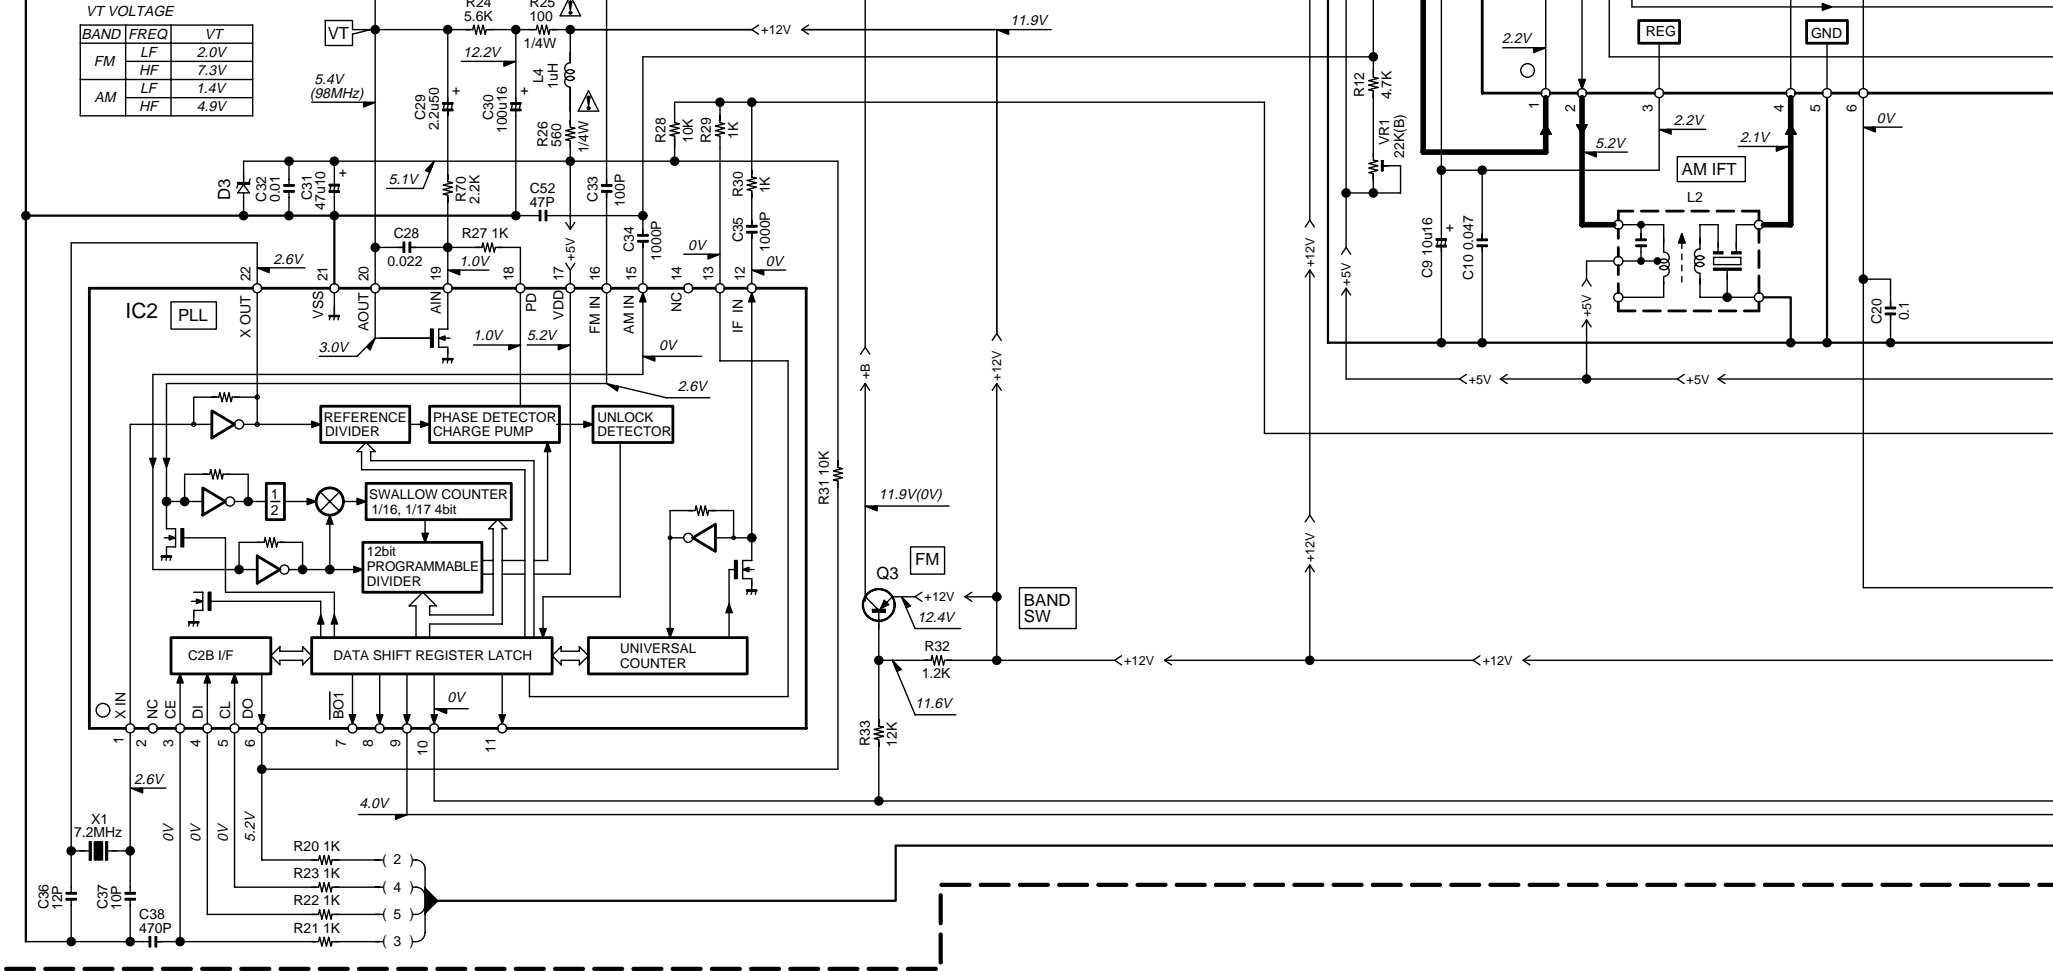 VT VOLTAGE
BAND FREQ VT
FM LF 2.0V
HF 7.3V
AM LF 1.4V
HF 4.9V
VT
R24
5.6K
R25
100
1/4W
12.2V
+12V
11.9V
5.4V
(98MHz)
C29
2.2u50
C30
100u16
L4
1uH
R26
560
1/4W
R28
10K
R29
1K
D3
C32
0.01
C31
47u10
+
5.1V
R70
2.2K
C52
47P
C33
100P
R30
1K
C28
0.022
R27 1K
+5V
C34
1000P
C35
1000P
0V
2.6V
1.0V
0V
22
21
20
19
18
17
16
15
14
13
12
IC2
PLL
X OUT
VSS
AOUT
AIN
PD
VDD
FM IN
AM IN
NC
IF IN
3.0V
1.0V
5.2V
0V
2.6V
REFERENCE
DIVIDER
PHASE DETECTOR
CHARGE PUMP
UNLOCK
DETECTOR
1
2
SWALLOW COUNTER
1/16, 1/17 4bit
12bit
PROGRAMMABLE
DIVIDER
C2B I/F
DATA SHIFT REGISTER LATCH
UNIVERSAL
COUNTER
X IN
NC
CE
DI
CL
DO
BO1
0V
1
2
3
4
5
6
7
8
9
10
11
R31 10K
2.6V
X1
7.2MHz
0V
0V
0V
5.2V
4.0V
C36
12P
C37
10P
C38
470P
R20 1K
( 2 )
R23 1K
( 4 )
R22 1K
( 5 )
R21 1K
( 3 )
+B
+12V
11.9V(0V)
Q3
FM
+12V
12.4V
BAND
SW
R32
1.2K
+12V
+12V
11.6V
R33
12K
+12V
+12V
+5V
R12
4.7K
VR1
22K(B)
2.2V
REG
GND
1
2
3
4
5
6
5.2V
2.2V
2.1V
0V
AM IFT
L2
C9 10u16
+
C10 0.047
+5V
C20
0.1
+5V
+5V